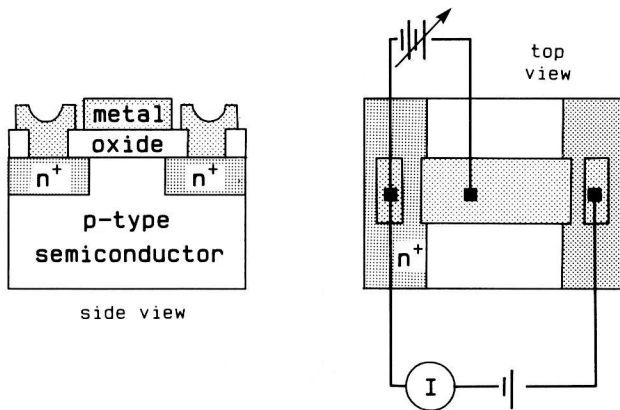 metal
oxide
n+ n+
p-type
semiconductor
side view
top
view
n+
I